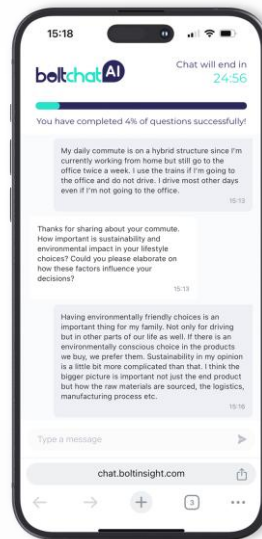 15:18
boltchatAI
Chat will end in
24:56
You have completed 4% of questions successfully!
My daily commute is on a hybrid structure since I'm
currently working from home but still go to the
office twice a week. I use the trains if I'm going to
the office and do not drive. I drive most other days
even if I'm not going to the office.
15:13
Thanks for sharing about your commute.
How important is sustainability and
environmental impact in your lifestyle
choices? Could you please elaborate on
how these factors influence your
decisions?
15:13
Having environmentally friendly choices is an
important thing for my family. Not only for driving
but in other parts of our life as well. If there is an
environmentally conscious choice in the products
we buy, we prefer them. Sustainability in my opinion
is a little bit more complicated than that. I think the
bigger picture is important not just the end product
but how the raw materials are sourced, the logistics,
manufacturing process etc.
15:16
Type a message
chat.boltinsight.com
3